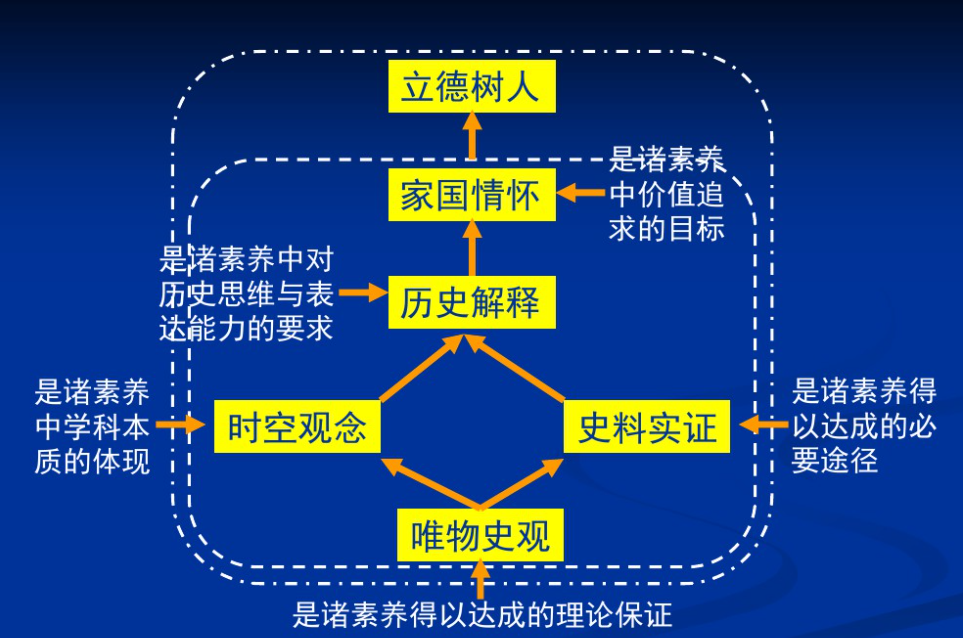 立德树人
是诸素养
中价值追
求的目标
家国情怀
是诸素养中对
历史思维与表
达能力的要求
历史解释
是诸素养
中学科本
质的体现
时空观念
史料实证
是诸素养得
以达成的必
要途径
唯物史观
是诸素养得以达成的理论保证